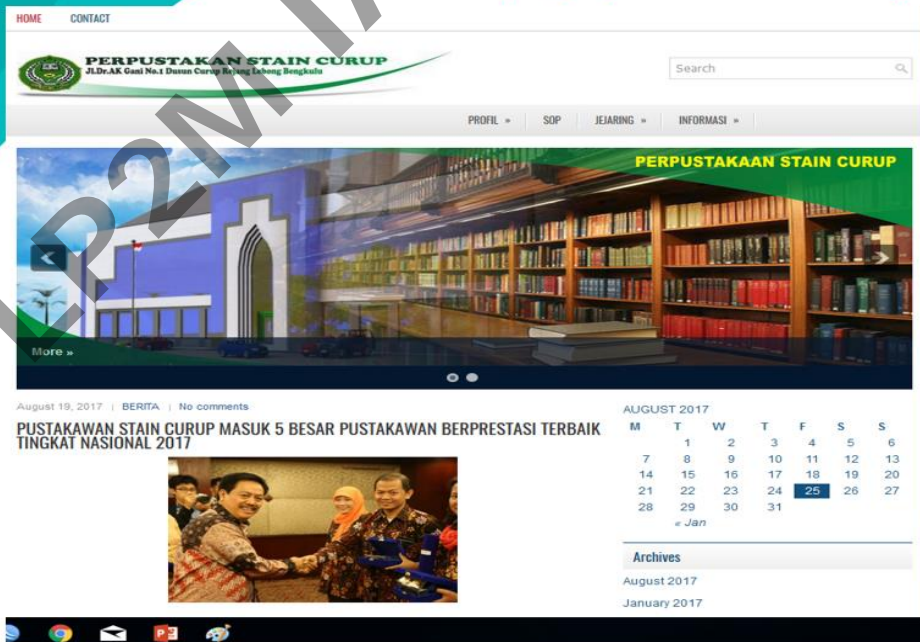 HOME CONTACT
PERPUSTAKAN STAIN CURUP
Jl.Dr.AK Gani No.1 Dusun Curup Rejang Lebong Bengkulu
Search
PROFIL » SOP JEJARING » INFORMASI »
PERPUSTAKAAN STAIN CURUP
More »
August 19, 2017 | BERITA | No comments
PUSTAKAWAN STAIN CURUP MASUK 5 BESAR PUSTAKAWAN BERPRESTASI TERBAIK
TINGKAT NASIONAL 2017
AUGUST 2017
M T W T F S S
1 2 3 4 5 6
7 8 9 10 11 12 13
14 15 16 17 18 19 20
21 22 23 24 25 26 27
28 29 30 31
« Jan
Archives
August 2017
January 2017
LP2M